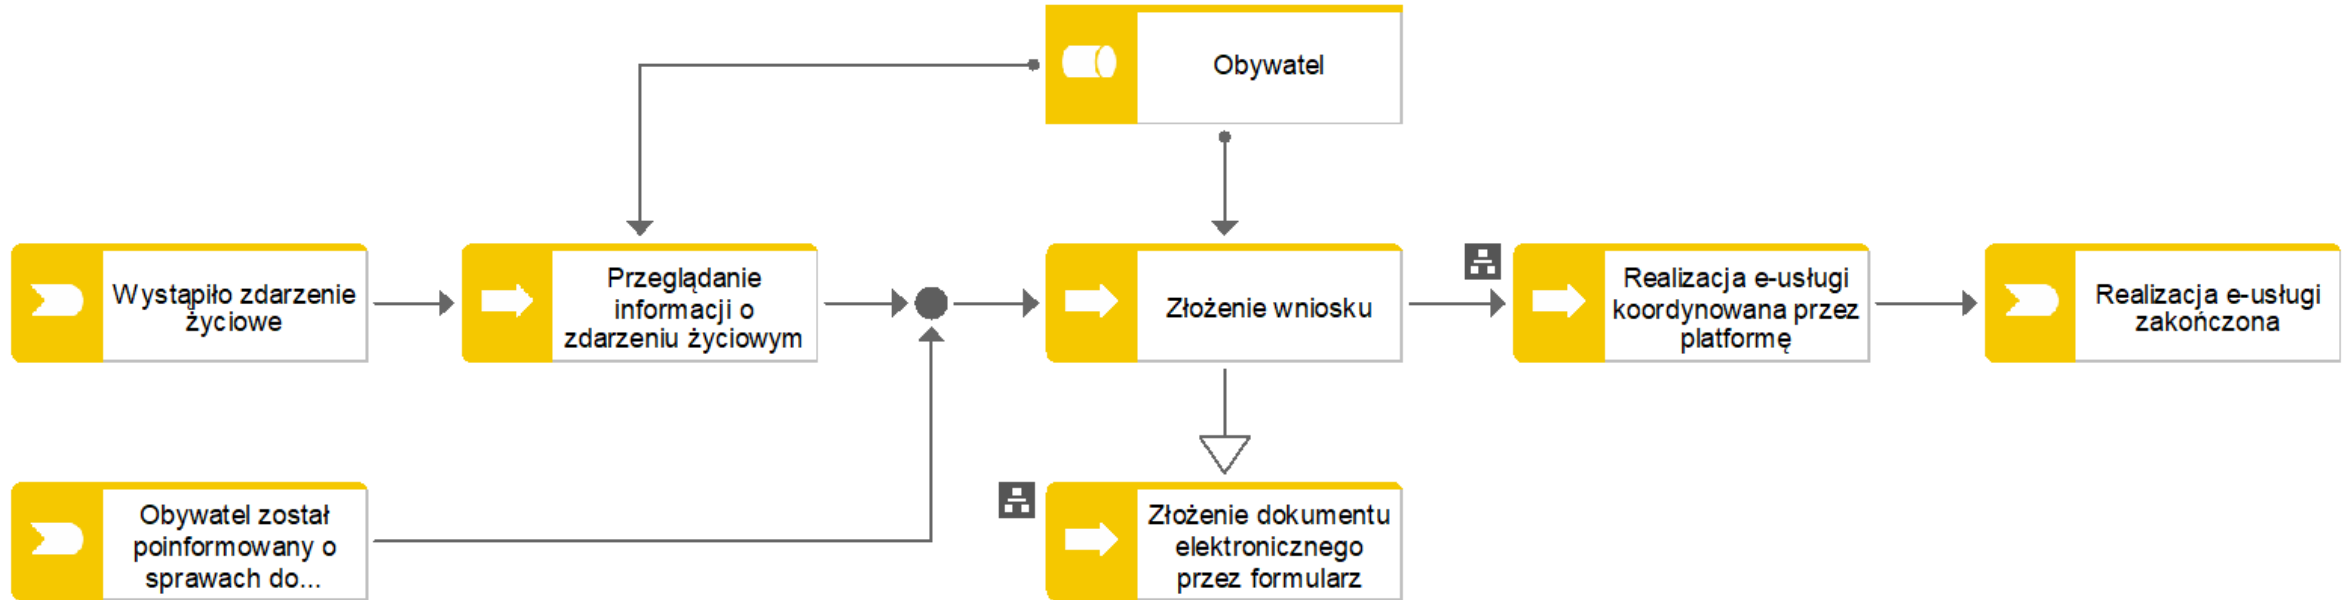 Obywatel
Wystąpiło zdarzenie
życiowe
Przeglądanie
informacji o
zdarzeniu życiowym
Złożenie wniosku
Realizacja e-usługi
koordynowana przez
platformę
Realizacja e-usługi
zakończona
Obywatel został
poinformowany o
sprawach do...
Złożenie dokumentu
elektronicznego
przez formularz